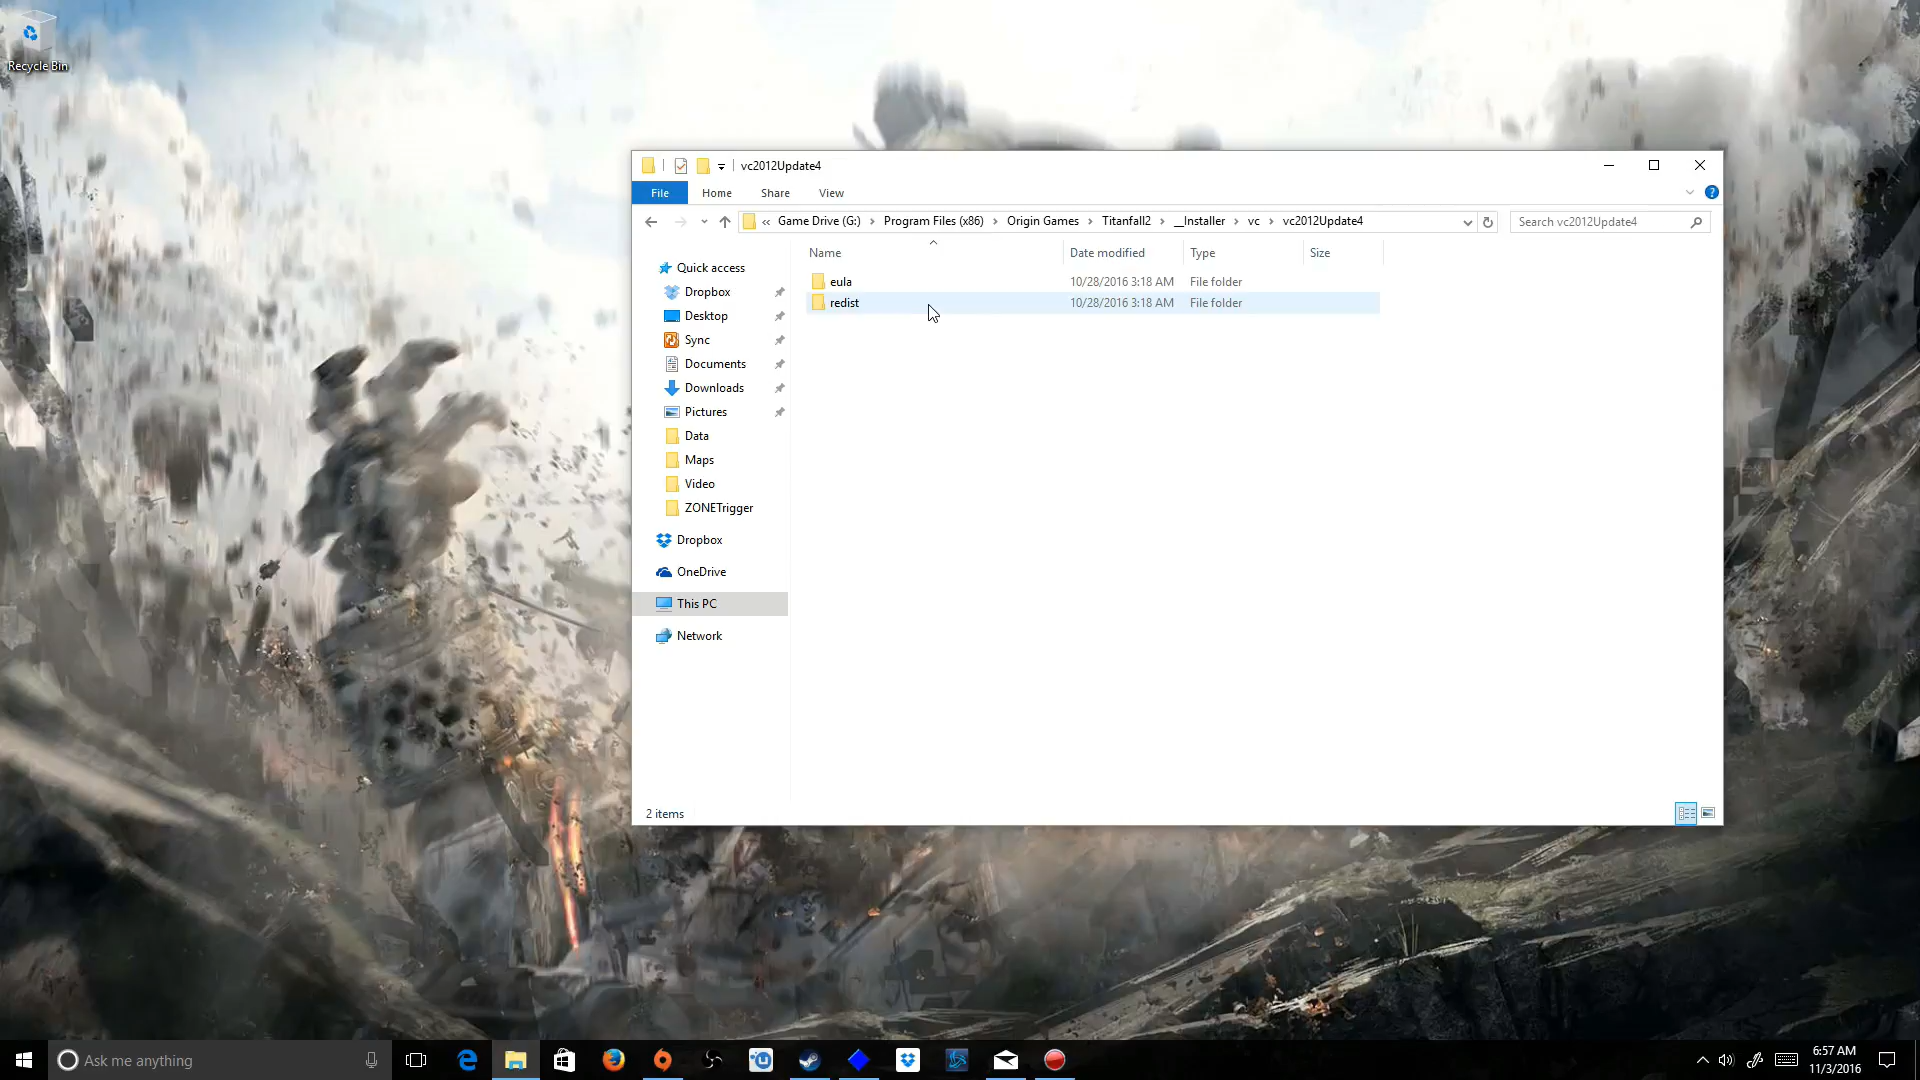 Recycle Bin
vc2012Update4
File Home Share View
« Game Drive (G:) › Program Files (x86) › Origin Games › Titanfall2 › __Installer › vc › vc2012Update4
Search vc2012Update4
Name Date modified Type Size
eula 10/28/2016 3:18 AM File folder
redist 10/28/2016 3:18 AM File folder
Quick access
Dropbox
Desktop
Sync
Documents
Downloads
Pictures
Data
Maps
Video
ZONETrigger
Dropbox
OneDrive
This PC
Network
2 items
Ask me anything
6:57 AM
11/3/2016